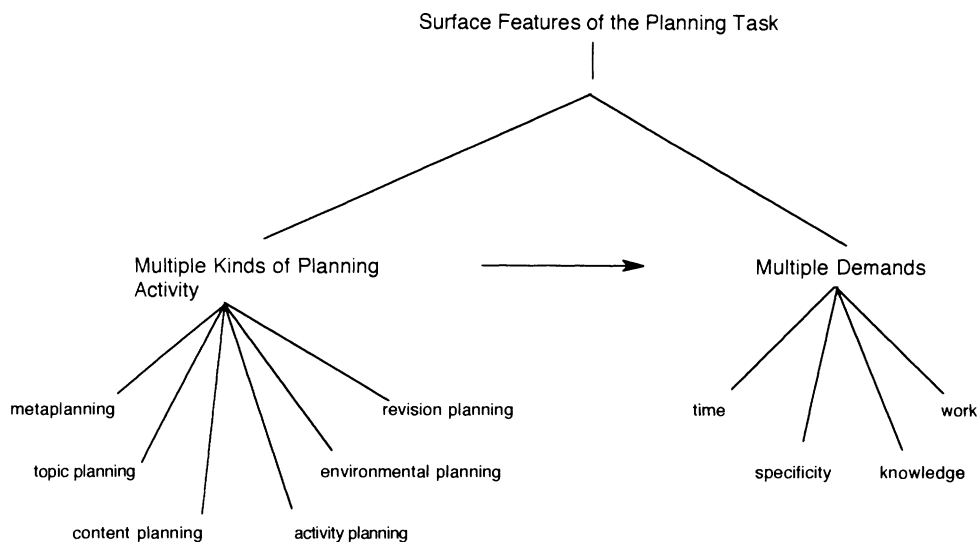 Surface Features of the Planning Task
Multiple Kinds of Planning
Activity
Multiple Demands
metaplanning
revision planning
time
work
topic planning
environmental planning
specificity
knowledge
content planning
activity planning